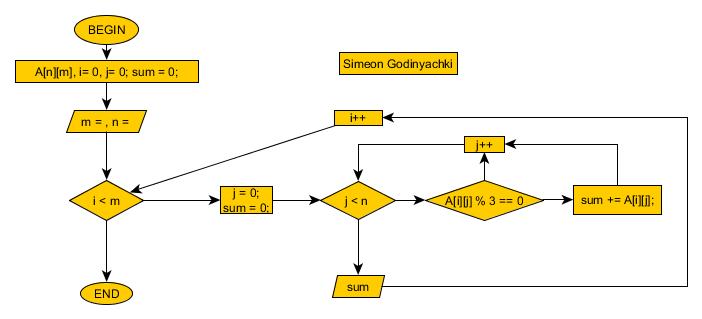 BEGIN
A[n][m], i= 0, j= 0; sum = 0;
Simeon Godinyachki
m = , n =
i++
j++
i < m
j = 0;
sum = 0;
j < n
A[i][j] % 3 == 0
sum += A[i][j];
sum
END